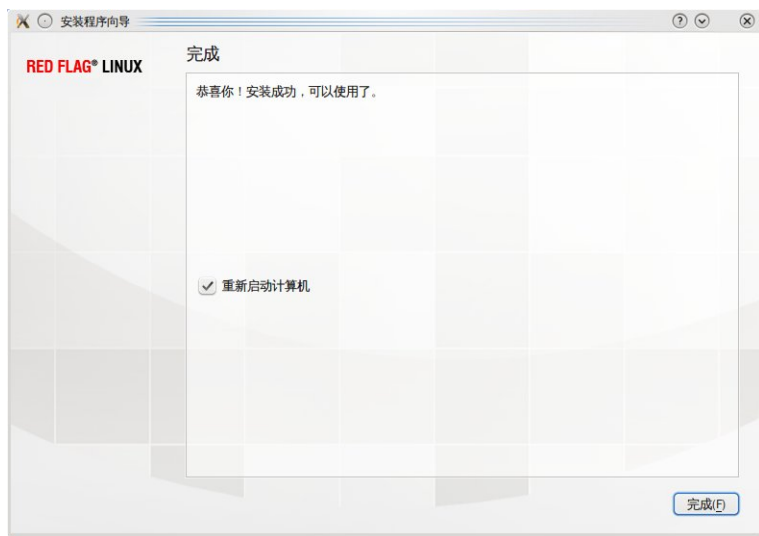 安装程序向导
RED FLAG® LINUX
完成
恭喜你！安装成功，可以使用了。
重新启动计算机
完成(F)